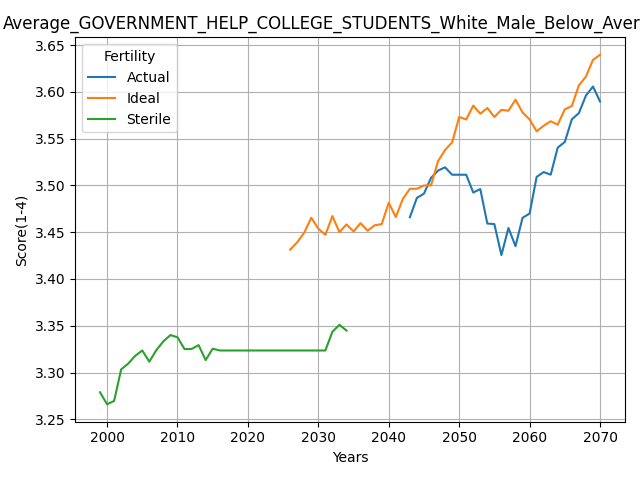 Average_GOVERNMENT_HELP_COLLEGE_STUDENTS_White_Male_Below_Aver
Fertility
Actual
Ideal
Sterile
Score(1-4)
3.65
3.60
3.55
3.50
3.45
3.40
3.35
3.30
3.25
2000 2010 2020 2030 2040 2050 2060 2070
Years